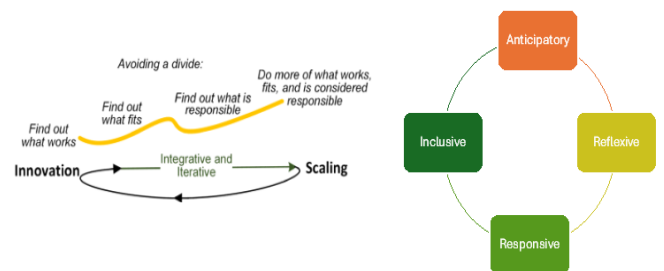 Avoiding a divide:
Find out
what works
Find out
what fits
Find out what is
responsible
Do more of what works,
fits, and is considered
responsible
Innovation
Integrative and
Iterative
Scaling
Anticipatory
Inclusive
Reflexive
Responsive